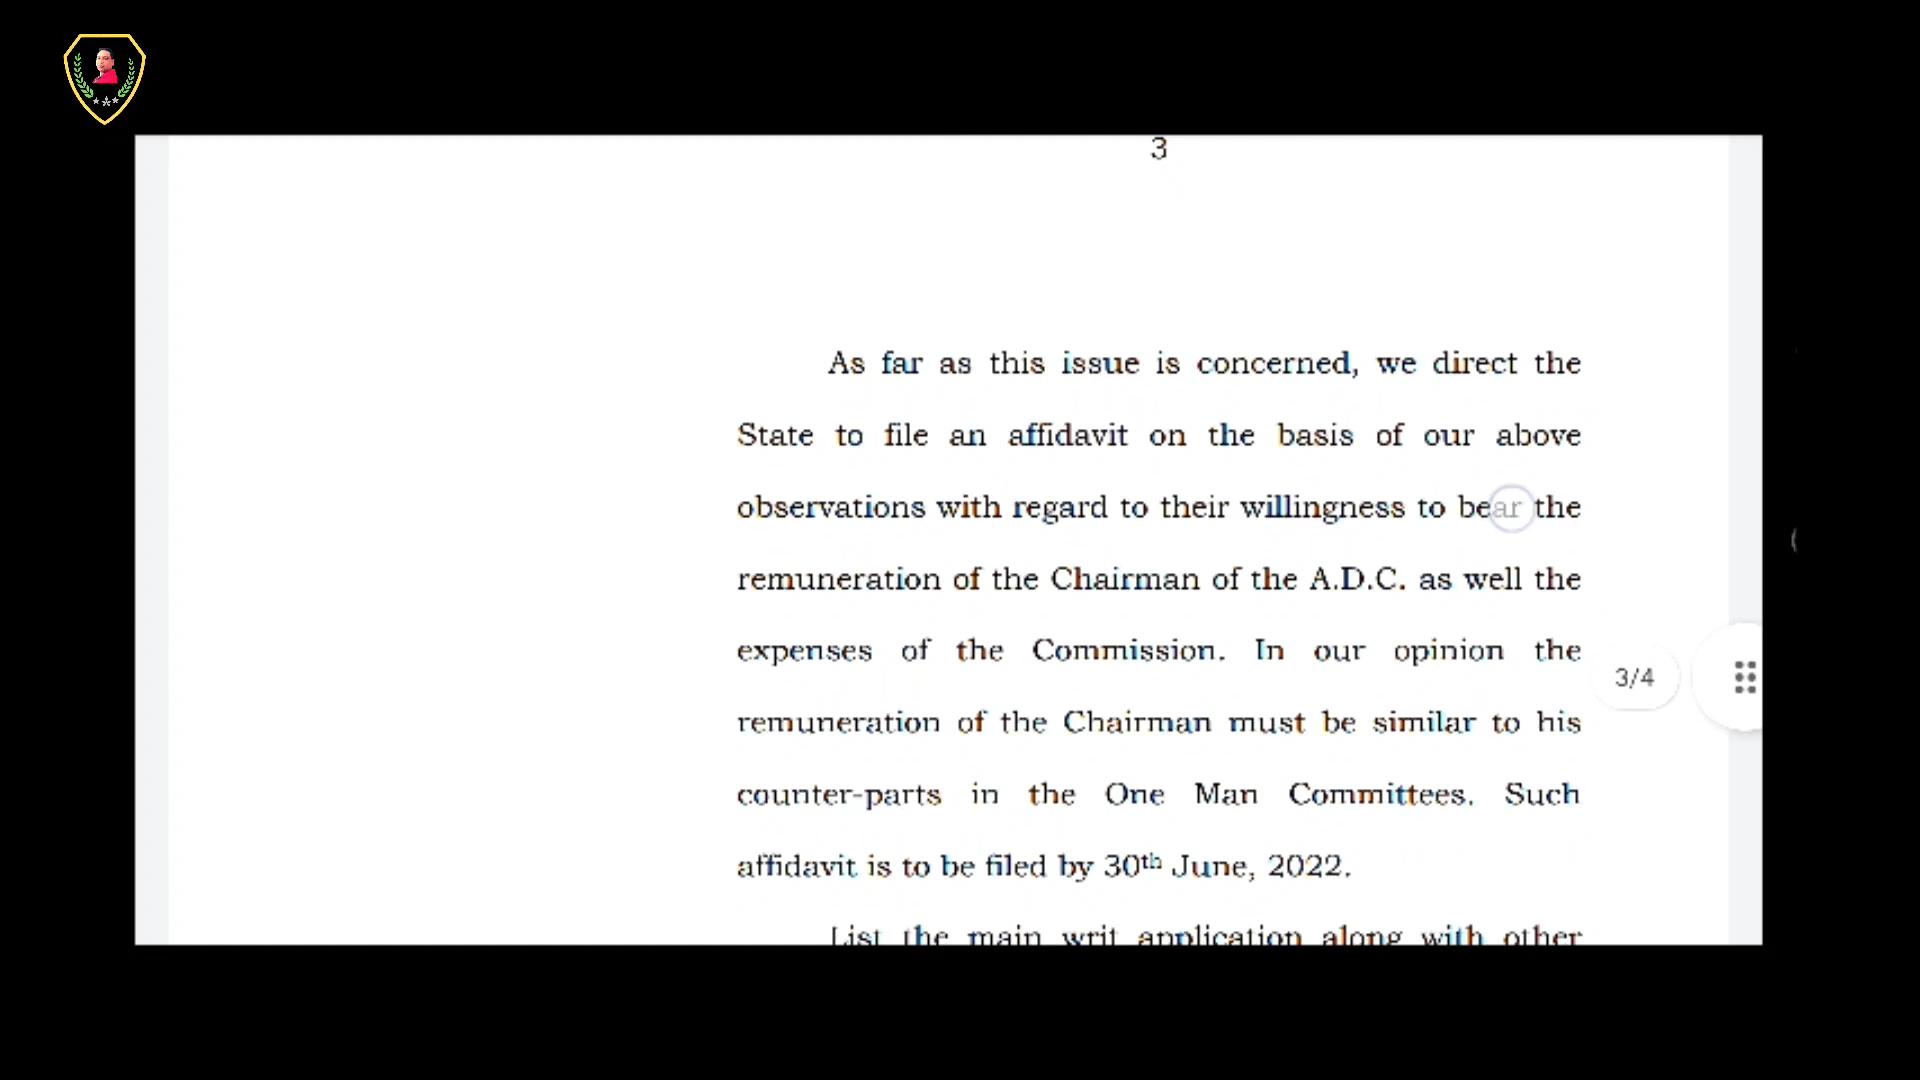 3
As far as this issue is concerned, we direct the
State to file an affidavit on the basis of our above
observations with regard to their willingness to bear the
remuneration of the Chairman of the A.D.C. as well the
expenses of the Commission. In our opinion the
3/4
remuneration of the Chairman must be similar to his
counter-parts in the One Man Committees. Such
affidavit is to be filed by 30th June, 2022.
List the main writ application along with other